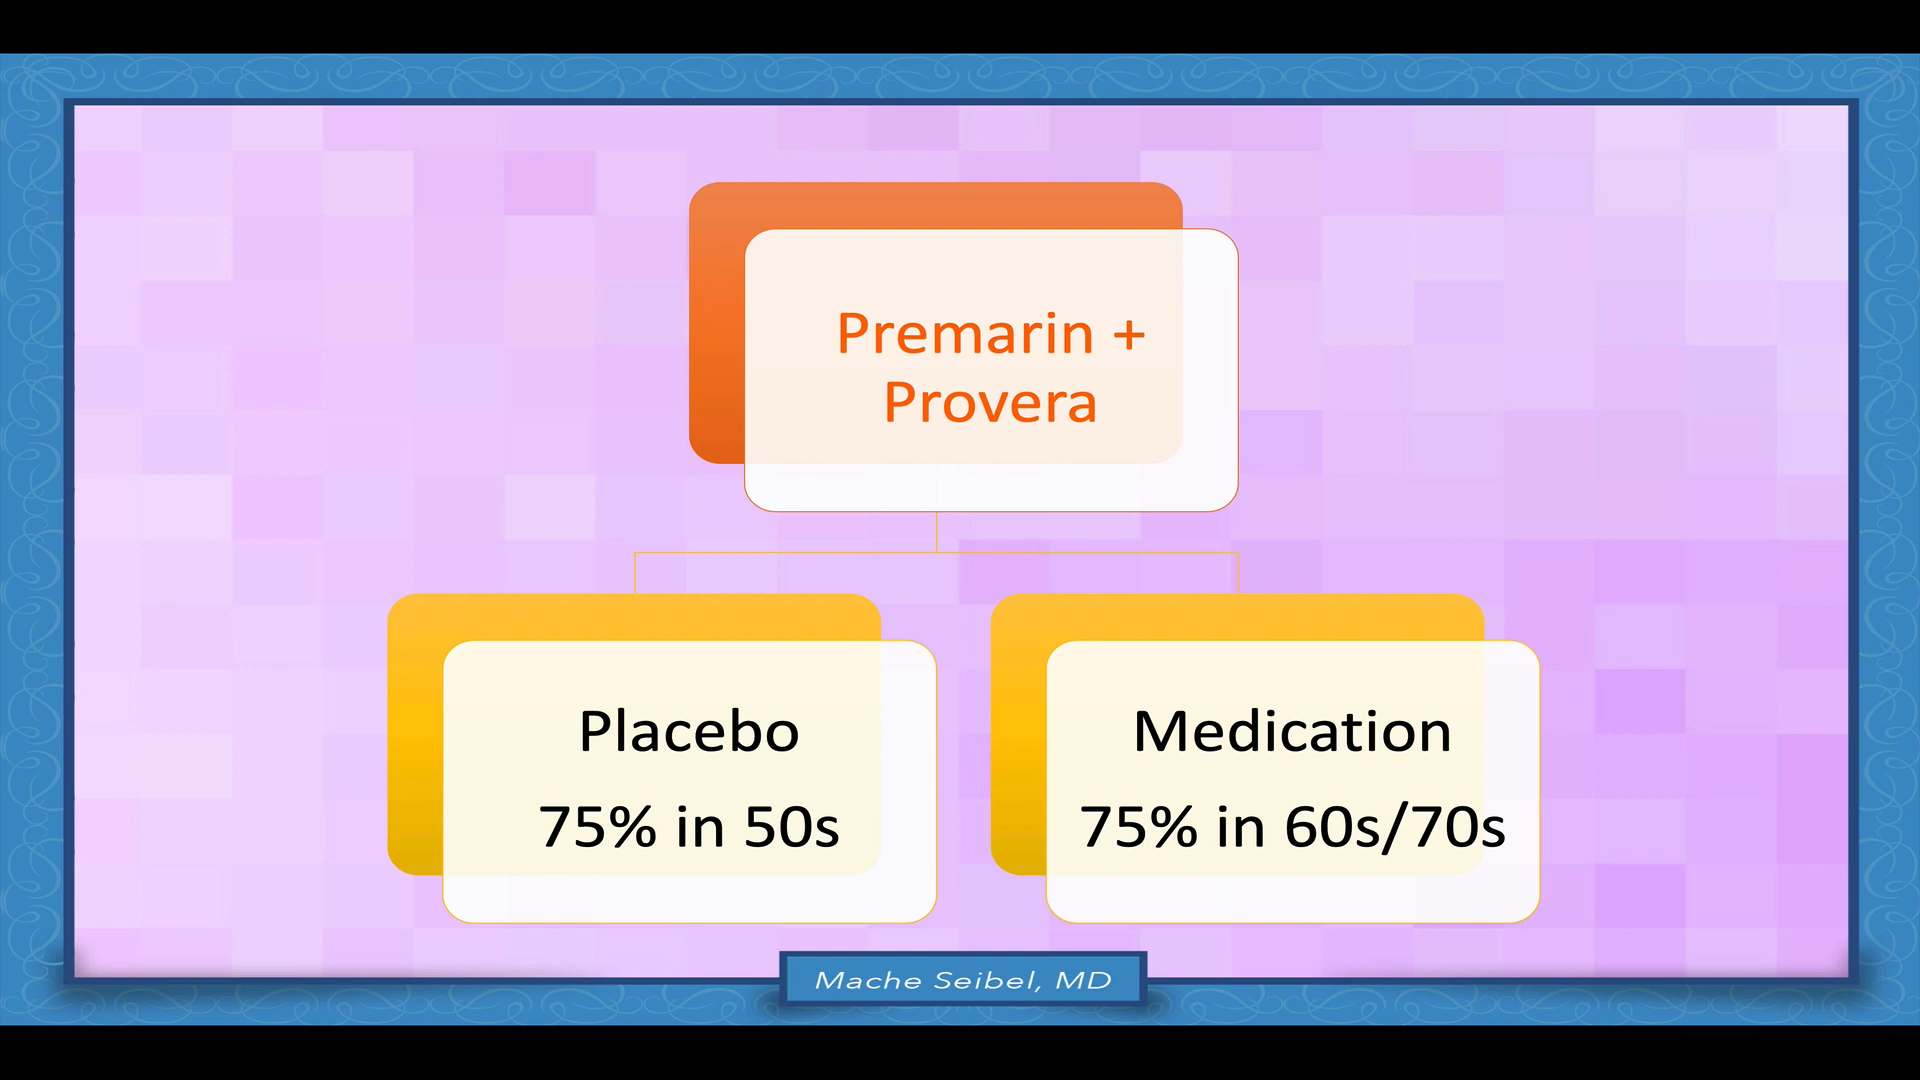 Premarin +
Provera
Placebo
75% in 50s
Medication
75% in 60s/70s
Mache Seibel, MD